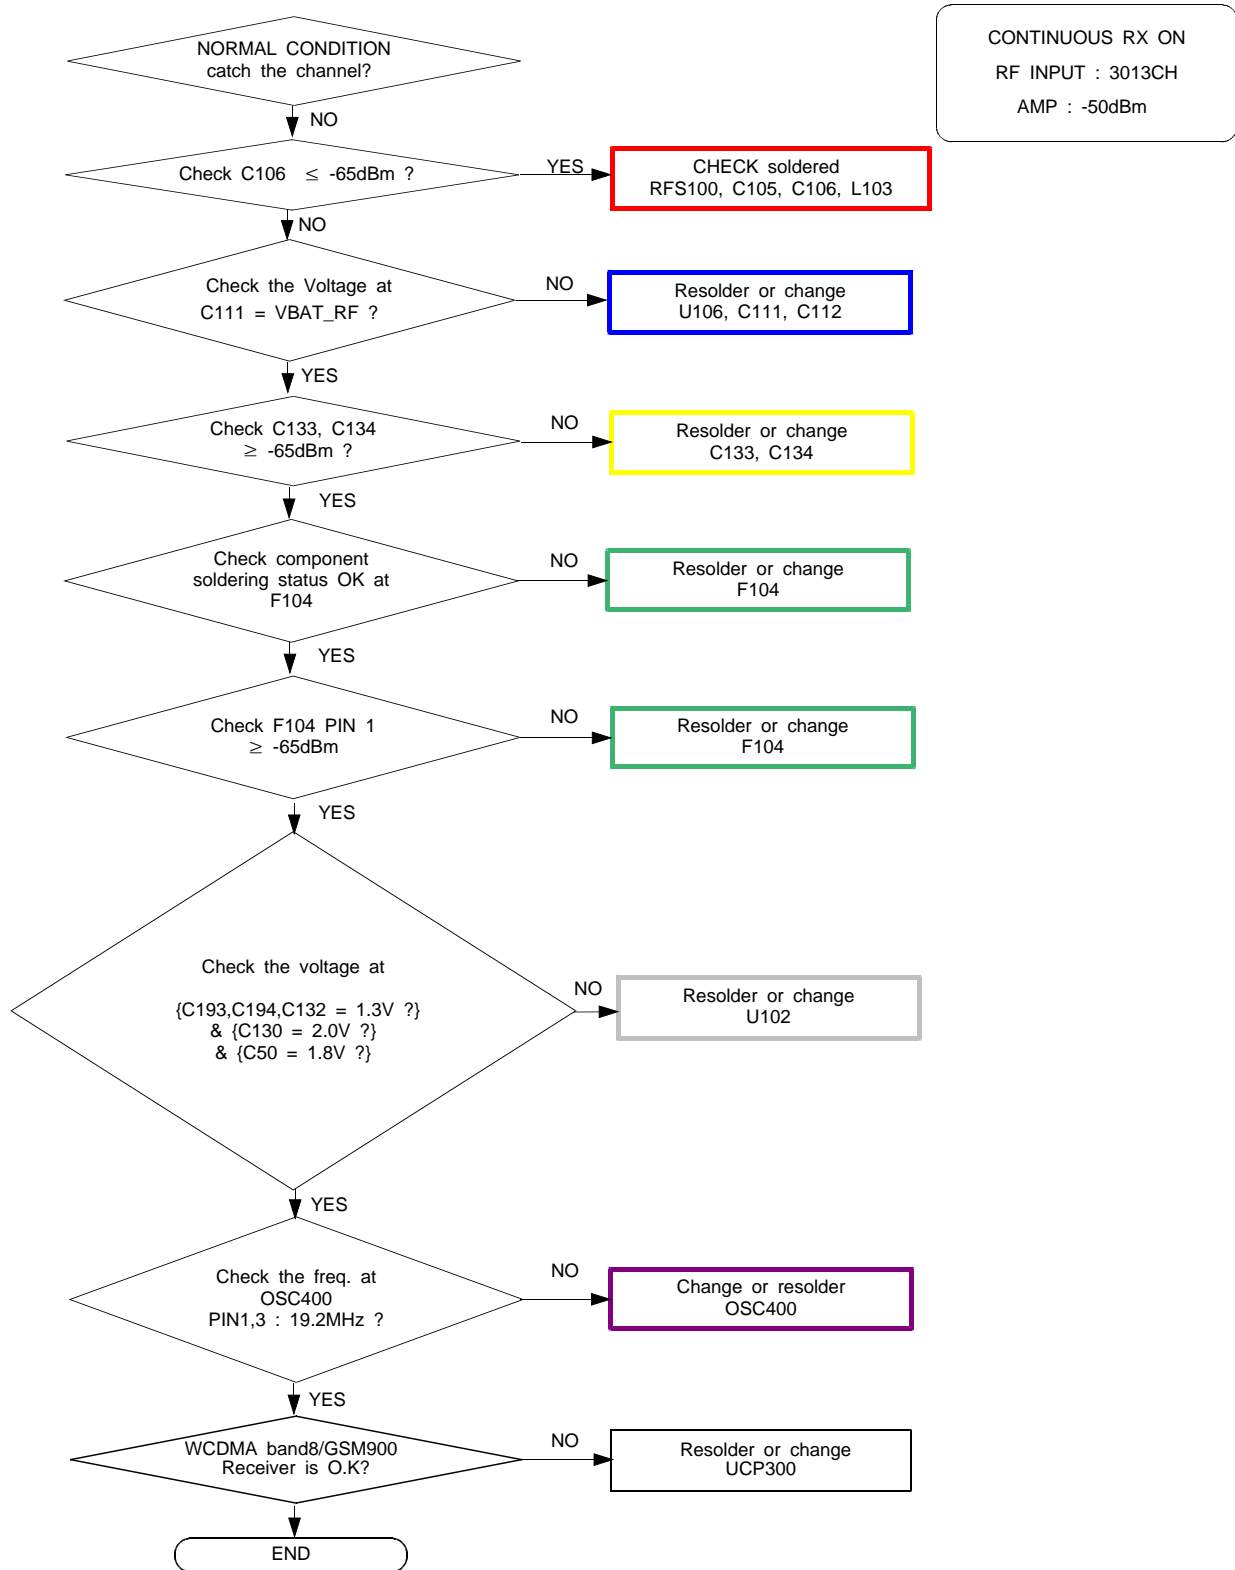 NORMAL CONDITION
catch the channel?
CONTINUOUS RX ON
RF INPUT : 3013CH
AMP : -50dBm
NO
Check C106 ≤ -65dBm ?
YES
CHECK soldered
RFS100, C105, C106, L103
NO
Check the Voltage at
C111 = VBAT_RF ?
NO
Resolder or change
U106, C111, C112
YES
Check C133, C134
≥ -65dBm ?
NO
Resolder or change
C133, C134
YES
Check component
soldering status OK at
F104
NO
Resolder or change
F104
YES
Check F104 PIN 1
≥ -65dBm
NO
Resolder or change
F104
YES
Check the voltage at
{C193,C194,C132 = 1.3V ?}
& {C130 = 2.0V ?}
& {C50 = 1.8V ?}
NO
Resolder or change
U102
YES
Check the freq. at
OSC400
PIN1,3 : 19.2MHz ?
NO
Change or resolder
OSC400
YES
WCDMA band8/GSM900
Receiver is O.K?
NO
Resolder or change
UCP300
END